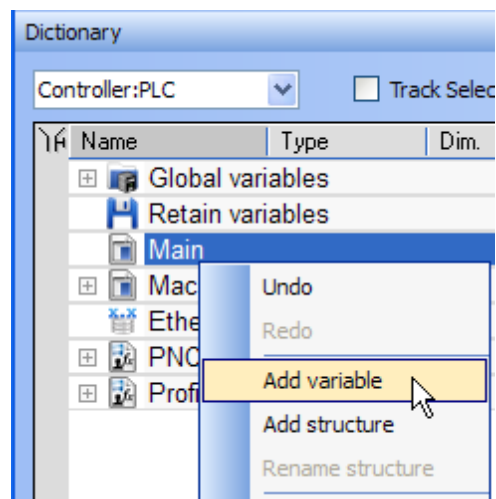 Dictionary
Controller:PLC Track Selec
Name Type Dim.
Global variables
Retain variables
Main
Mac
Undo
Ethe
Redo
PNC
Add variable
Profi
Add structure
Rename structure